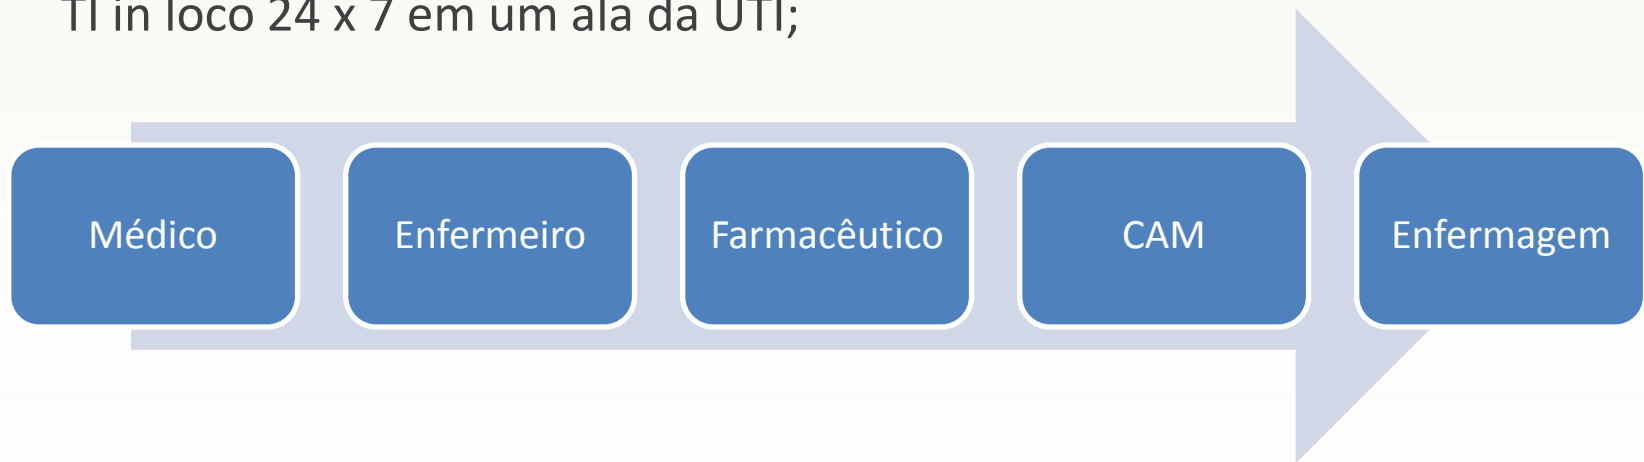 TI in loco 24 x 7 em um ala da UTI;
Médico
Enfermeiro
Farmacêutico
CAM
Enfermagem